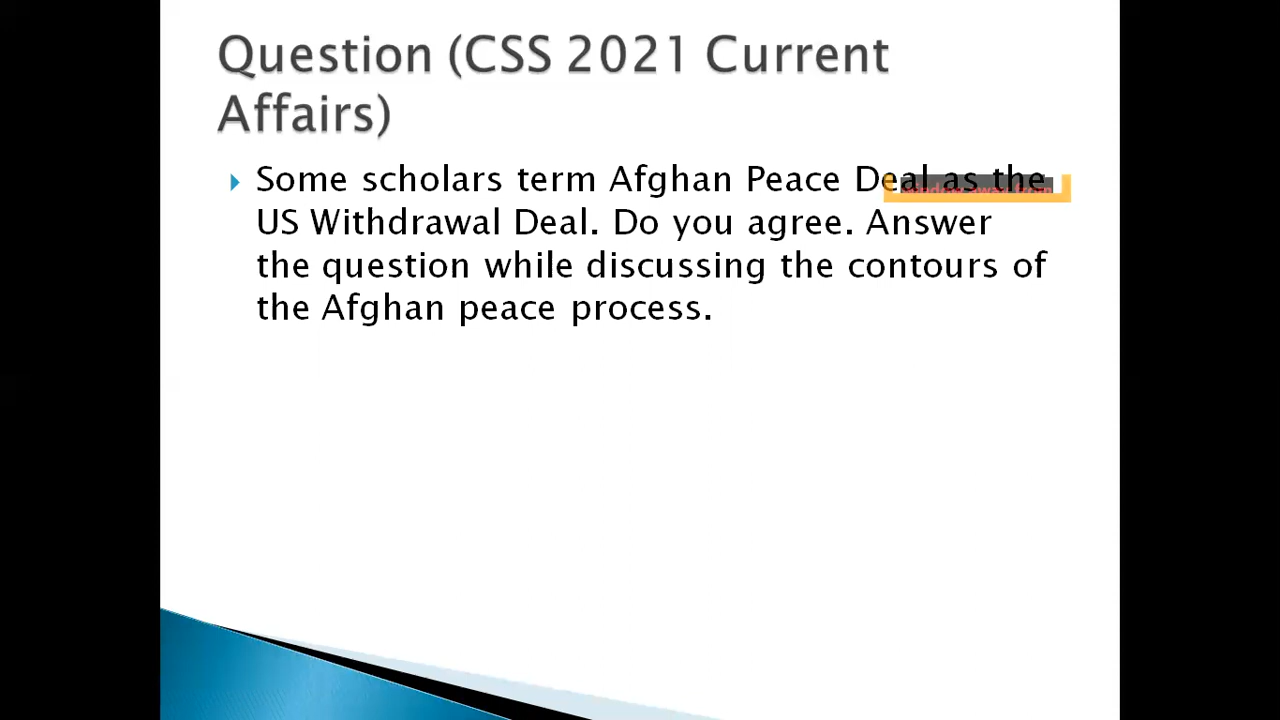 Question (CSS 2021 Current
Affairs)
Some scholars term Afghan Peace Deal as the
US Withdrawal Deal. Do you agree. Answer
the question while discussing the contours of
the Afghan peace process.